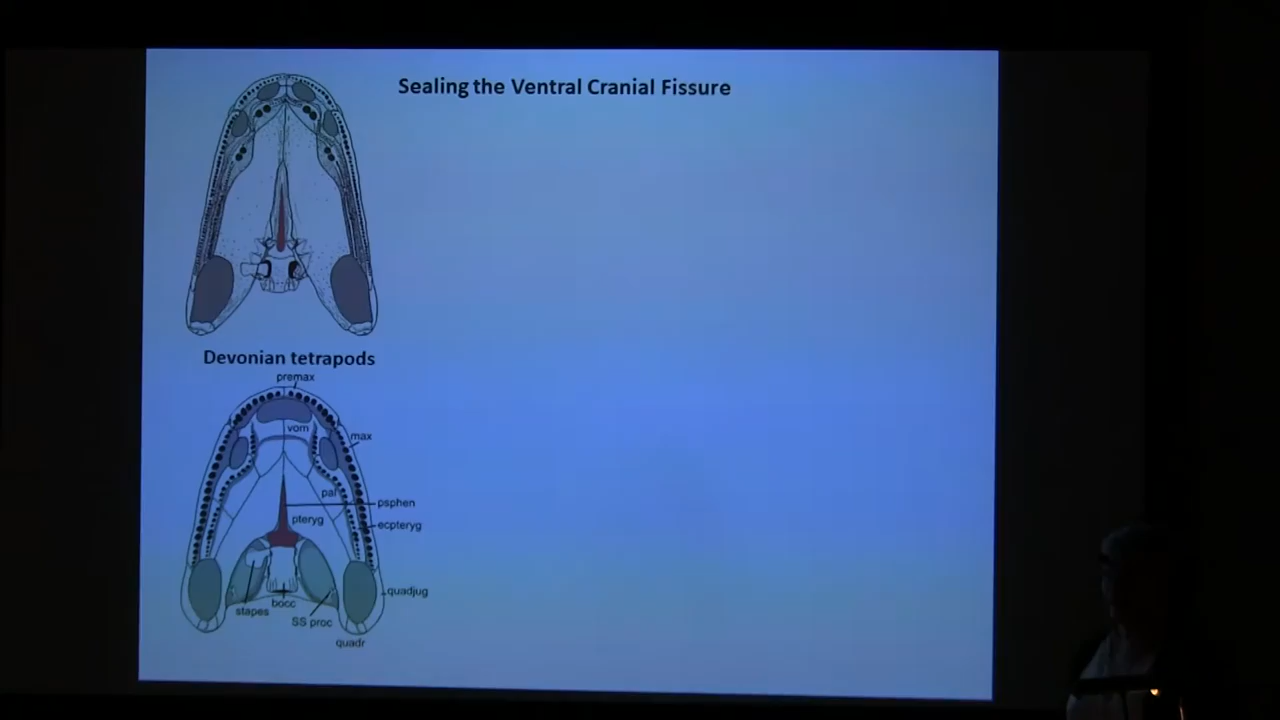 Sealing the Ventral Cranial Fissure
Devonian tetrapods
premax
vom
max
pal
psphen
pteryg
ecpteryg
quadjug
bocc
stapes
SS proc
quadr